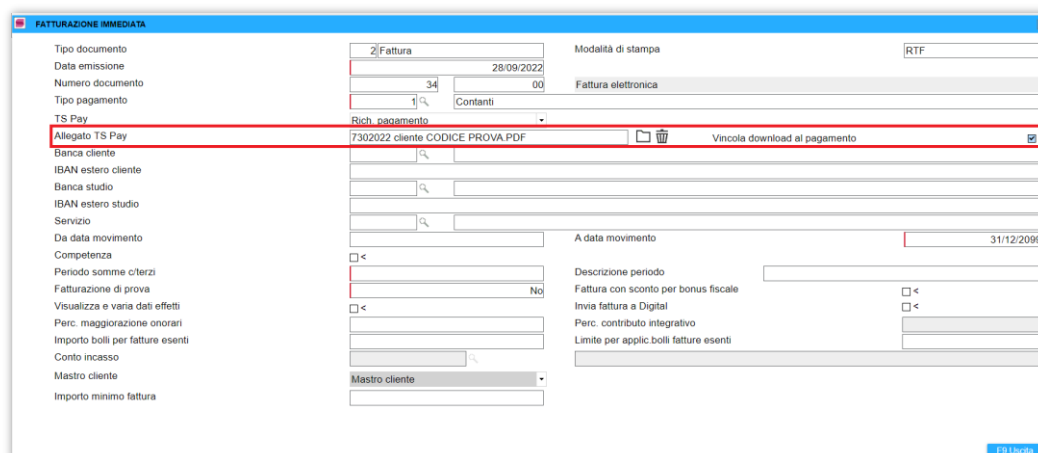 FATTURAZIONE IMMEDIATA
Tipo documento 2 Fattura Modalità di stampa RTF
Data emissione 28/09/2022
Numero documento 34 00 Fattura elettronica
Tipo pagamento 1 Contanti
TS Pay Rich. pagamento
Allegato TS Pay 7302022 cliente CODICE PROVA.PDF Vincola download al pagamento
Banca cliente
IBAN estero cliente
Banca studio
IBAN estero studio
Servizio
Da data movimento A data movimento 31/12/2099
Competenza <
Periodo somme c/terzi Descrizione periodo
Fatturazione di prova No Fattura con sconto per bonus fiscale <
Visualizza e varia dati effetti < Invia fattura a Digital <
Perc. maggiorazione onorari Perc. contributo integrativo
Importo bolli per fatture esenti Limite per applic.bolli fatture esenti
Conto incasso
Mastro cliente Mastro cliente
Importo minimo fattura
F9 Uscita